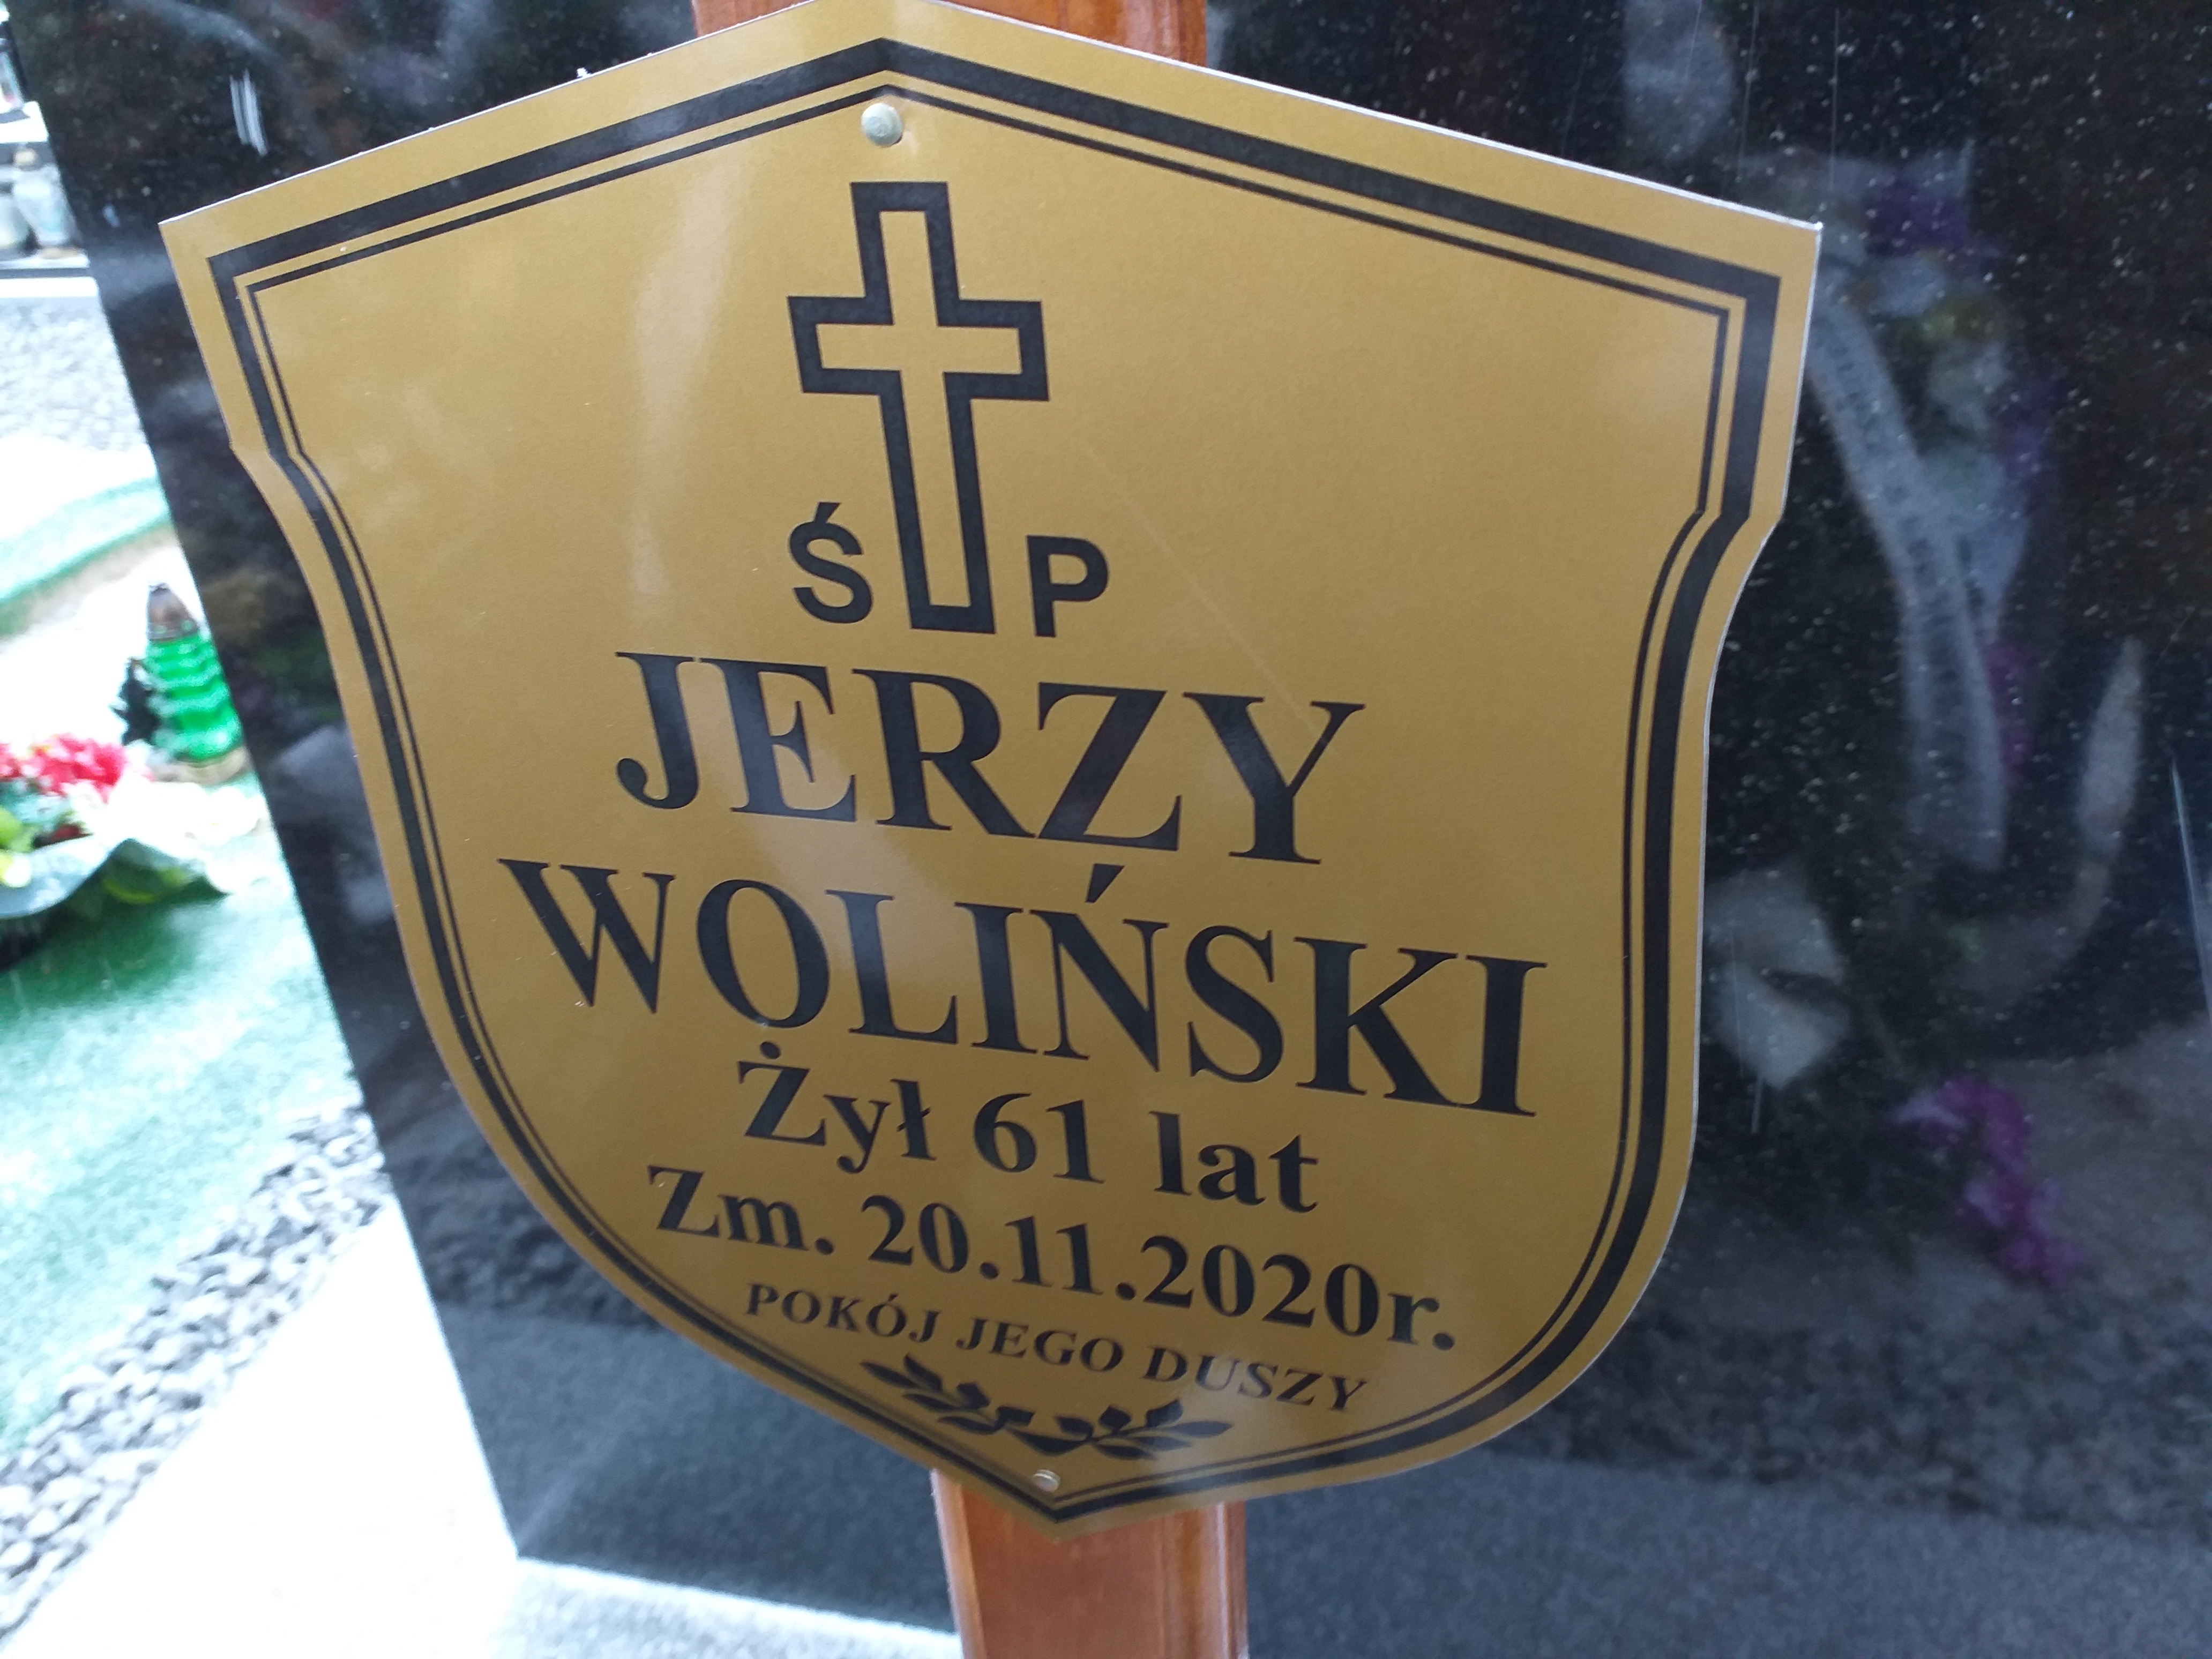 Ś P
JERZY
WOLIŃSKI
Żył 61 lat
Zm. 20.11.2020r.
POKÓJ JEGO DUSZY